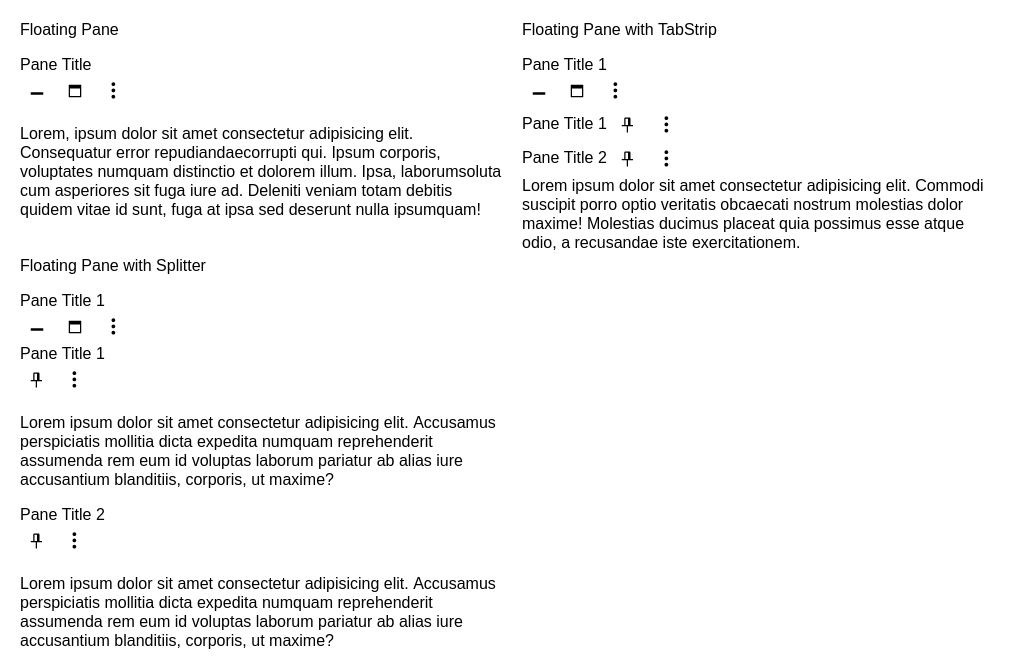 Floating Pane
Pane Title
Lorem, ipsum dolor sit amet consectetur adipisicing elit.
Consequatur error repudiandaecorrupti qui. Ipsum corporis,
voluptates numquam distinctio et dolorem illum. Ipsa, laborumsoluta
cum asperiores sit fuga iure ad. Deleniti veniam totam debitis
quidem vitae id sunt, fuga at ipsa sed deserunt nulla ipsumquam!
Floating Pane with TabStrip
Pane Title 1
Pane Title 1
Pane Title 2
Lorem ipsum dolor sit amet consectetur adipisicing elit. Commodi
suscipit porro optio veritatis obcaecati nostrum molestias dolor
maxime! Molestias ducimus placeat quia possimus esse atque
odio, a recusandae iste exercitationem.
Floating Pane with Splitter
Pane Title 1
Pane Title 1
Lorem ipsum dolor sit amet consectetur adipisicing elit. Accusamus
perspiciatis mollitia dicta expedita numquam reprehenderit
assumenda rem eum id voluptas laborum pariatur ab alias iure
accusantium blanditiis, corporis, ut maxime?
Pane Title 2
Lorem ipsum dolor sit amet consectetur adipisicing elit. Accusamus
perspiciatis mollitia dicta expedita numquam reprehenderit
assumenda rem eum id voluptas laborum pariatur ab alias iure
accusantium blanditiis, corporis, ut maxime?